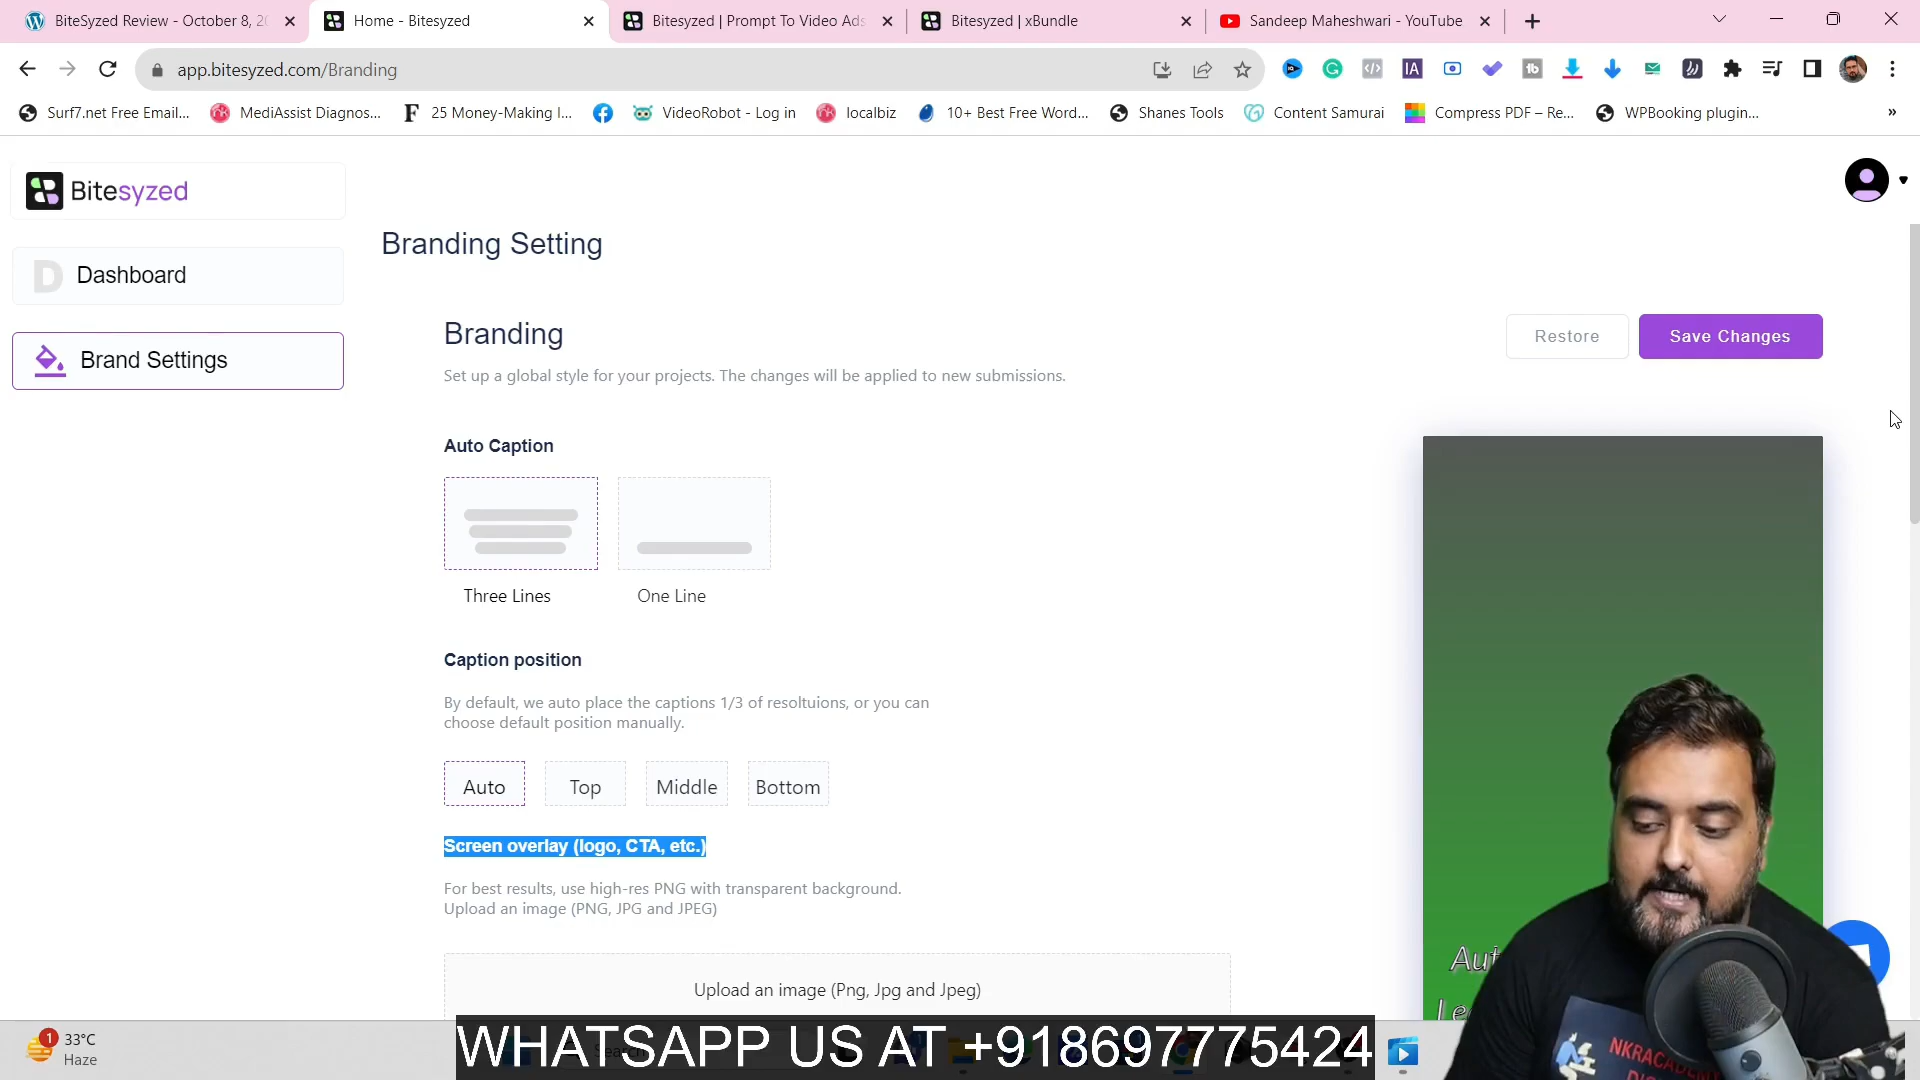 BiteSyzed Review - October 8, 20
Home - Bitesyzed
Bitesyzed | Prompt To Video Ads
Bitesyzed | xBundle
Sandeep Maheshwari - YouTube
app.bitesyzed.com/Branding
Surf7.net Free Email...
MediAssist Diagnos...
25 Money-Making I...
VideoRobot - Log in
localbiz
10+ Best Free Word...
Shanes Tools
Content Samurai
Compress PDF – Re...
WPBooking plugin...
»
Bitesyzed
Dashboard
Brand Settings
Branding Setting
Branding
Restore
Save Changes
Set up a global style for your projects. The changes will be applied to new submissions.
Auto Caption
Three Lines
One Line
Caption position
By default, we auto place the captions 1/3 of resoltuions, or you can
choose default position manually.
Auto
Top
Middle
Bottom
Screen overlay (logo, CTA, etc.)
For best results, use high-res PNG with transparent background.
Upload an image (PNG, JPG and JPEG)
Upload an image (Png, Jpg and Jpeg)
1
33°C
Haze
WHATSAPP US AT +918697775424